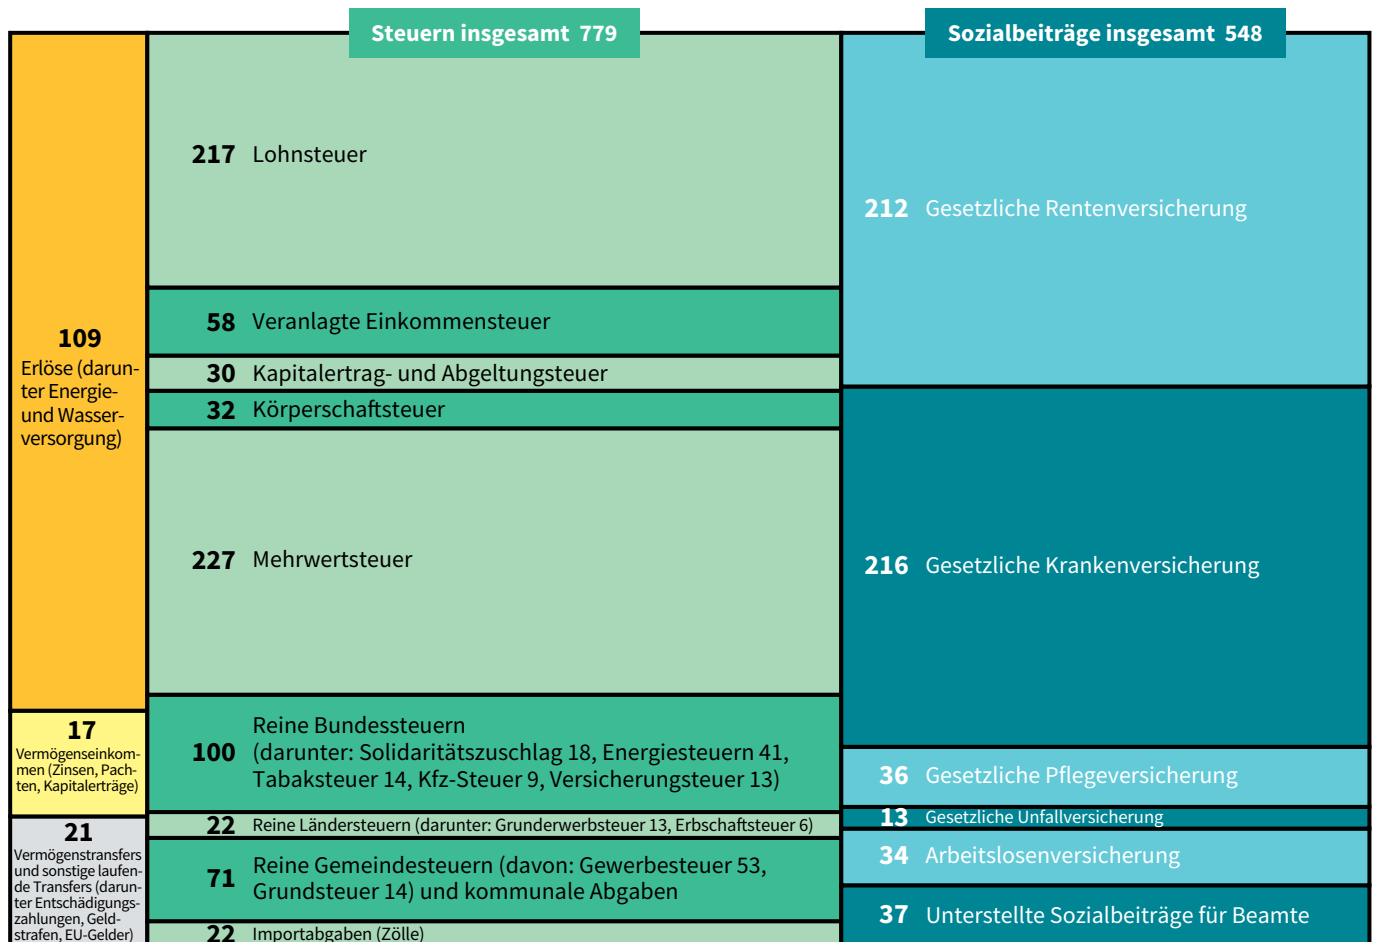 Steuern insgesamt 779
Sozialbeiträge insgesamt 548
109
Erlöse (darun-
ter Energie-
und Wasser-
versorgung)
17
Vermögenseinkom-
men (Zinsen, Pach-
ten, Kapitalerträge)
21
Vermögenstransfers
und sonstige laufen-
de Transfers (darun-
ter Entschädigungs-
zahlungen, Geld-
strafen, EU-Gelder)
217 Lohnsteuer
58 Veranlagte Einkommensteuer
30 Kapitalertrag- und Abgeltungsteuer
32 Körperschaftsteuer
227 Mehrwertsteuer
100 Reine Bundessteuern
(darunter: Solidaritätszuschlag 18, Energiesteuern 41,
Tabaksteuer 14, Kfz-Steuer 9, Versicherungsteuer 13)
22 Reine Ländersteuern (darunter: Grunderwerbsteuer 13, Erbschaftsteuer 6)
71 Reine Gemeindesteuern (davon: Gewerbesteuer 53,
Grundsteuer 14) und kommunale Abgaben
22 Importabgaben (Zölle)
212 Gesetzliche Rentenversicherung
216 Gesetzliche Krankenversicherung
36 Gesetzliche Pflegeversicherung
13 Gesetzliche Unfallversicherung
34 Arbeitslosenversicherung
37 Unterstellte Sozialbeiträge für Beamte